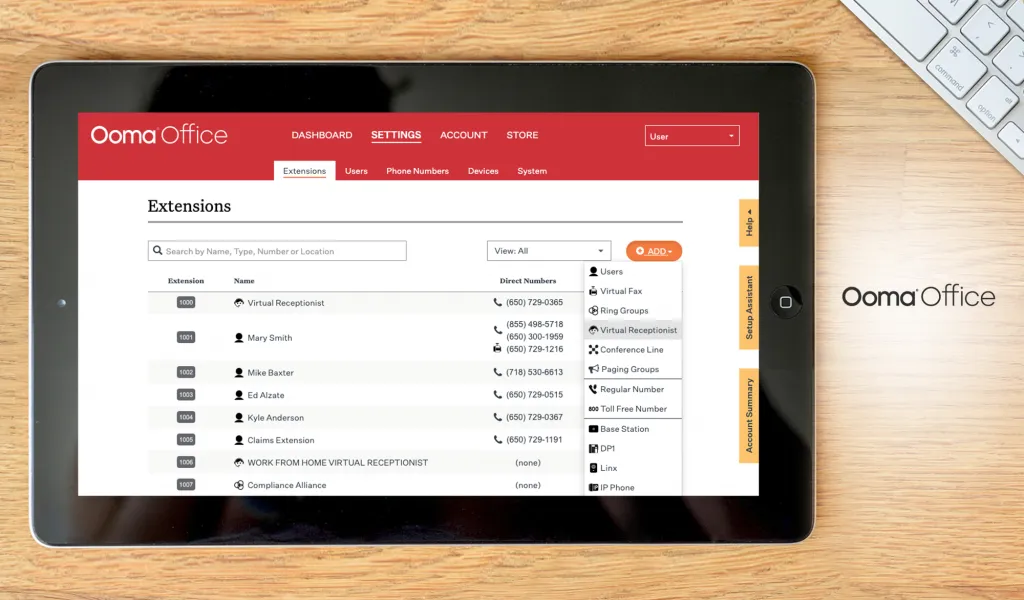 command
option
Ooma Office
DASHBOARD SETTINGS ACCOUNT STORE
User
Extensions Users Phone Numbers Devices System
Extensions
Search by Name, Type, Number or Location
View: All
ADD
Extension Name Direct Numbers
1000 Virtual Receptionist (650) 729-0365
1001 Mary Smith (855) 498-5718
(650) 300-1959
(650) 729-1216
1002 Mike Baxter (718) 530-6613
1003 Ed Alzate (650) 729-0515
1004 Kyle Anderson (650) 729-0367
1005 Claims Extension (650) 729-1191
1006 WORK FROM HOME VIRTUAL RECEPTIONIST (none)
1007 Compliance Alliance (none)
Users
Virtual Fax
Ring Groups
Virtual Receptionist
Conference Line
Paging Groups
Regular Number
800 Toll Free Number
Base Station
DP1
Linx
IP Phone
Help
Setup Assistant
Account Summary
Ooma Office